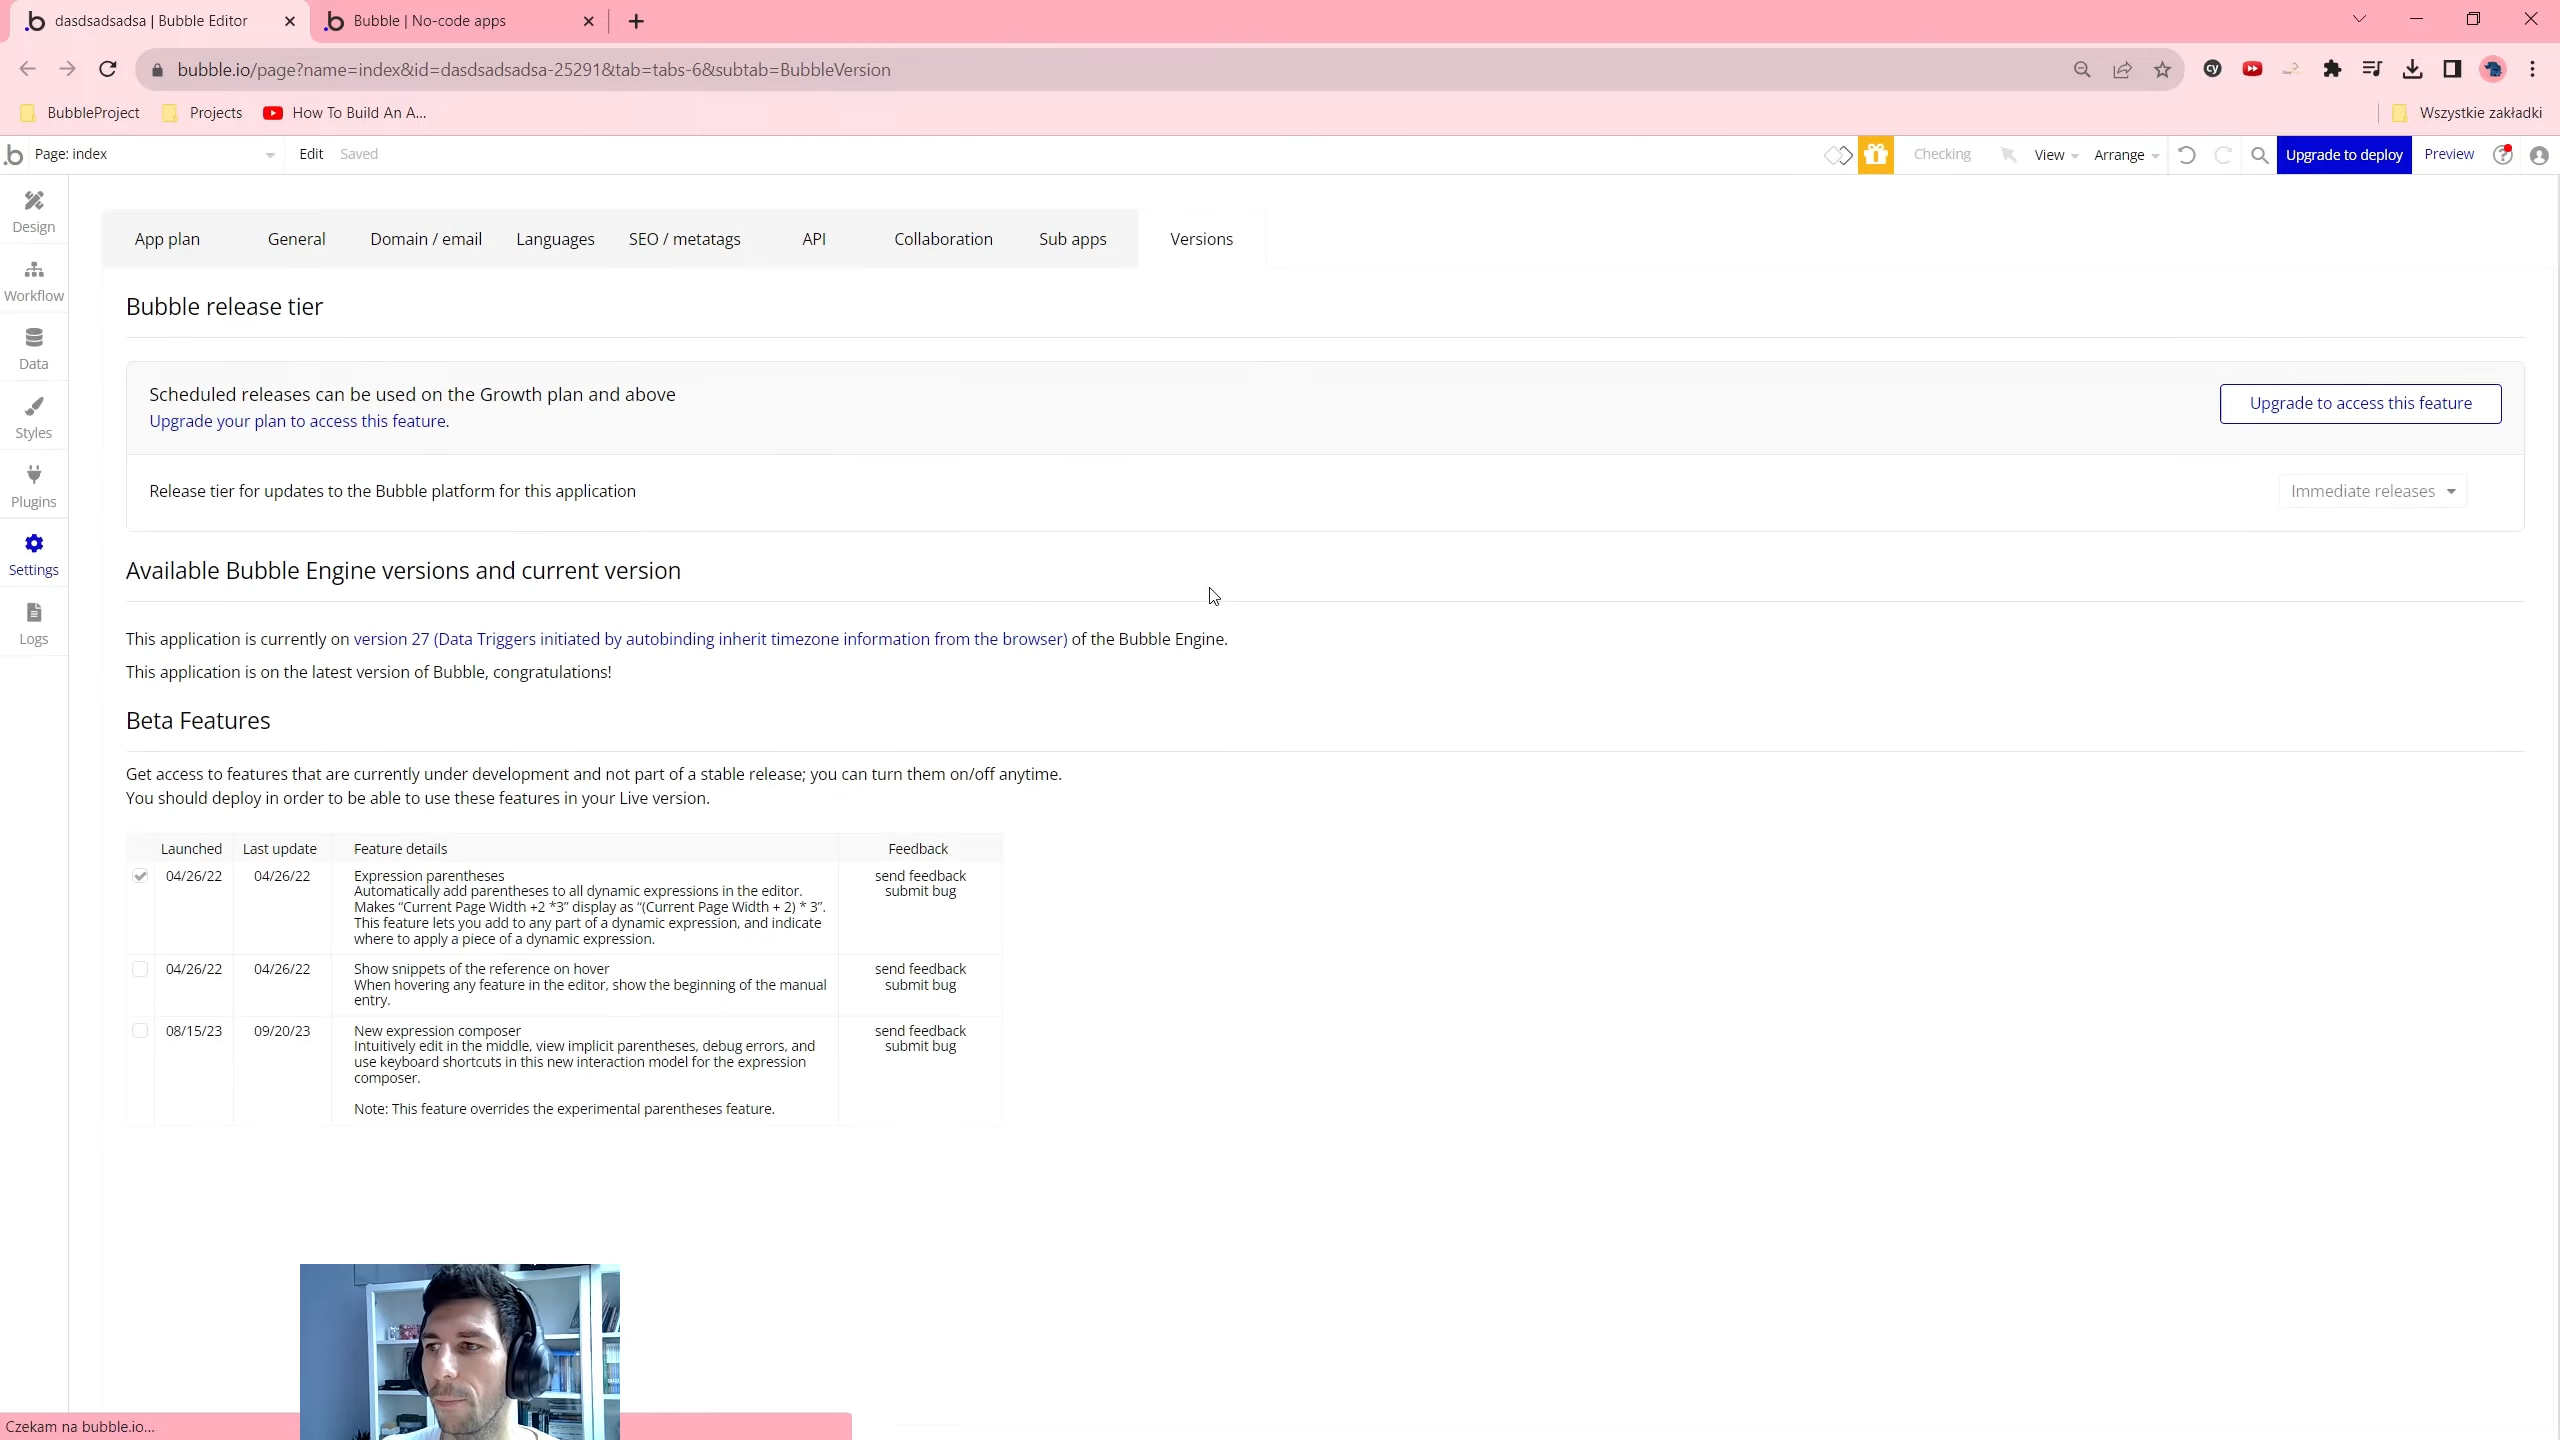 dasdsadsadsa | Bubble Editor
Bubble | No-code apps
bubble.io/page?name=index&id=dasdsadsadsa-25291&tab=tabs-6&subtab=BubbleVersion
BubbleProject
Projects
How To Build An A...
Wszystkie zakładki
Page: index
Edit
Saved
Checking
View
Arrange
Upgrade to deploy
Preview
Design
Workflow
Data
Styles
Plugins
Settings
Logs
App plan
General
Domain / email
Languages
SEO / metatags
API
Collaboration
Sub apps
Versions
Bubble release tier
Scheduled releases can be used on the Growth plan and above
Upgrade your plan to access this feature.
Upgrade to access this feature
Release tier for updates to the Bubble platform for this application
Immediate releases
Available Bubble Engine versions and current version
This application is currently on version 27 (Data Triggers initiated by autobinding inherit timezone information from the browser) of the Bubble Engine.
This application is on the latest version of Bubble, congratulations!
Beta Features
Get access to features that are currently under development and not part of a stable release; you can turn them on/off anytime.
You should deploy in order to be able to use these features in your Live version.
Launched
Last update
Feature details
Feedback
04/26/22
04/26/22
Expression parentheses
Automatically add parentheses to all dynamic expressions in the editor.
Makes “Current Page Width +2 *3” display as “(Current Page Width + 2) * 3”.
This feature lets you add to any part of a dynamic expression, and indicate
where to apply a piece of a dynamic expression.
send feedback
submit bug
04/26/22
04/26/22
Show snippets of the reference on hover
When hovering any feature in the editor, show the beginning of the manual
entry.
send feedback
submit bug
08/15/23
09/20/23
New expression composer
Intuitively edit in the middle, view implicit parentheses, debug errors, and
use keyboard shortcuts in this new interaction model for the expression
composer.
Note: This feature overrides the experimental parentheses feature.
send feedback
submit bug
Czekam na bubble.io...